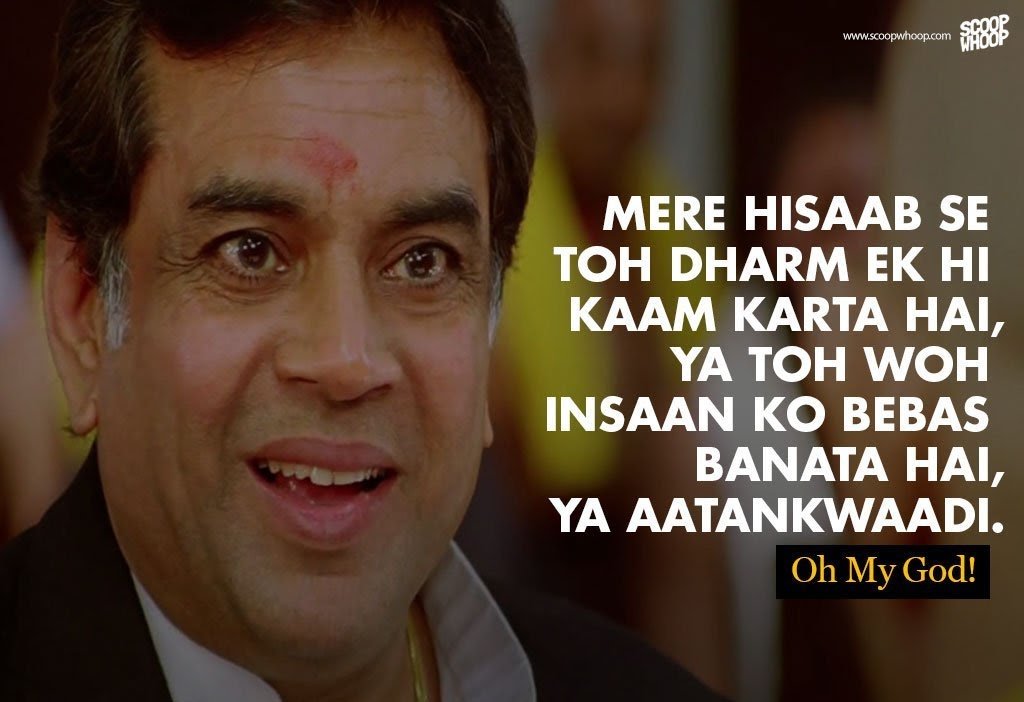 www.scoopwhoop.com
SCOOP
WHOOP
MERE HISAAB SE
TOH DHARM EK HI
KAAM KARTA HAI,
YA TOH WOH
INSAAN KO BEBAS
BANATA HAI,
YA AATANKWAADI.
Oh My God!